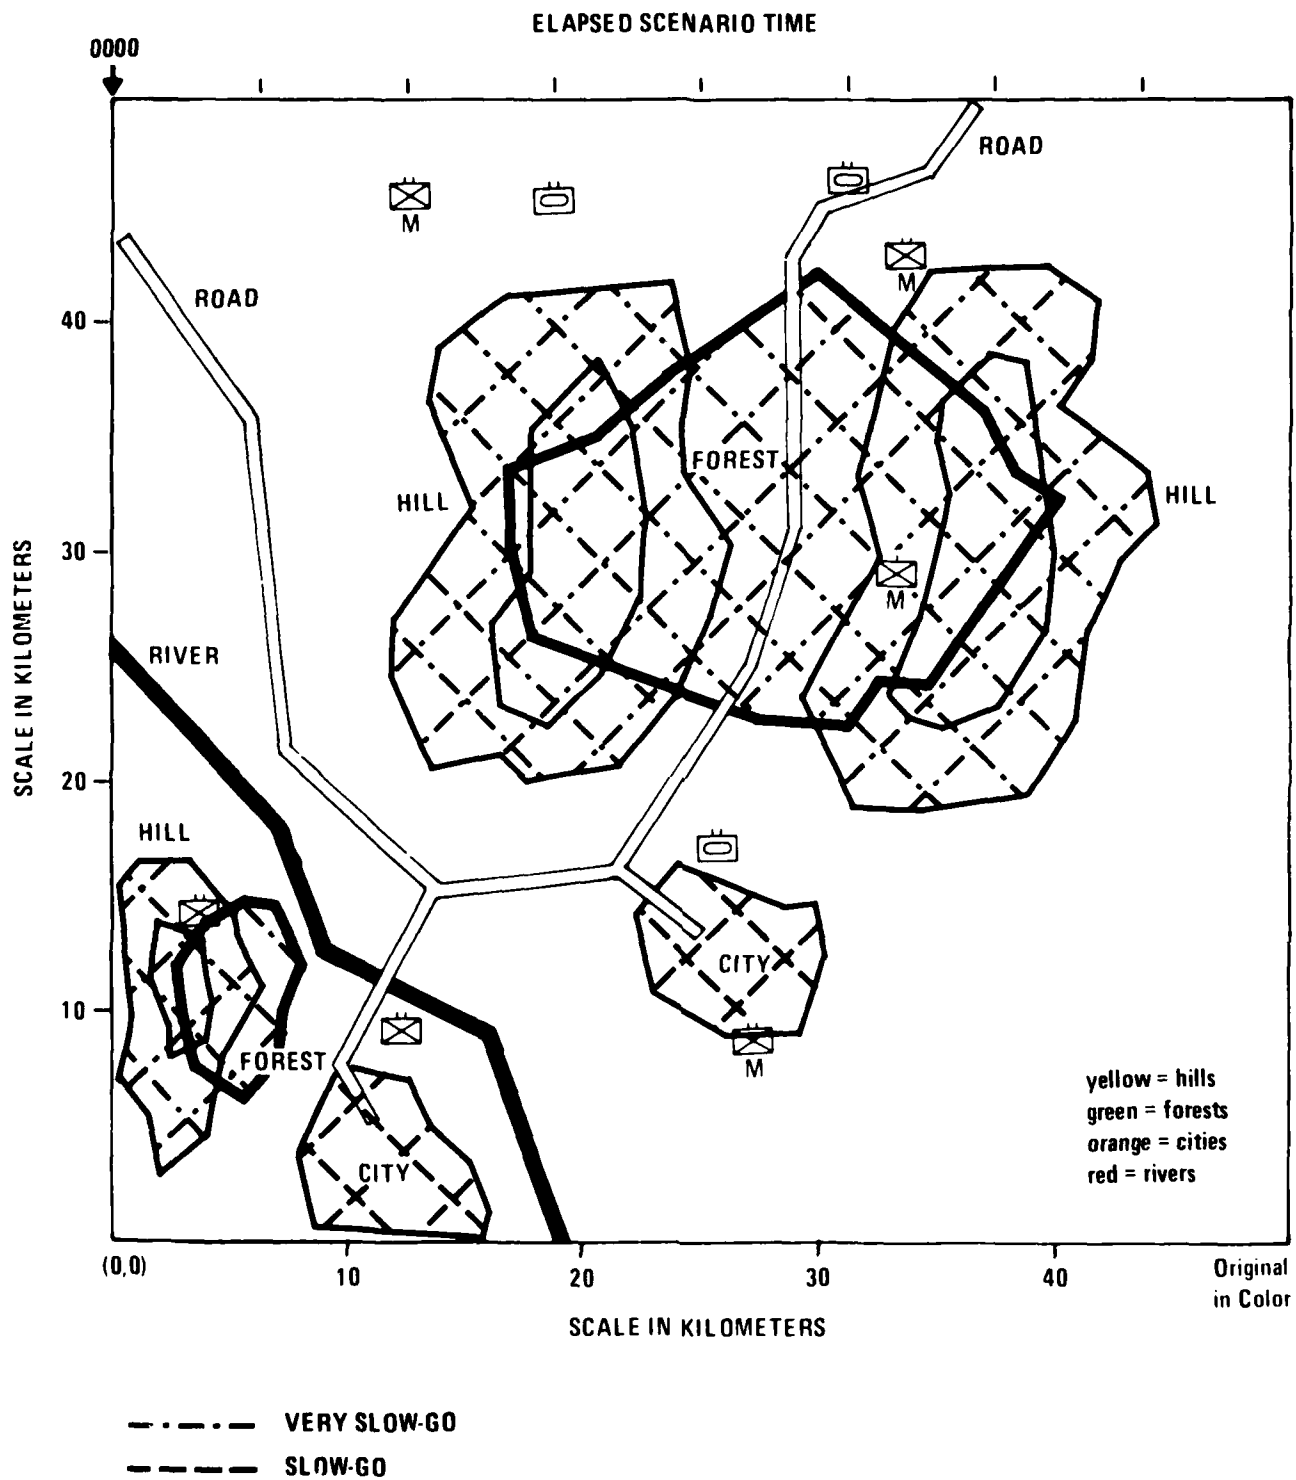 ELAPSED SCENARIO TIME
0000
ROAD
M
M
ROAD
40
FOREST
HILL
HILL
30
M
SCALE IN KILOMETERS
RIVER
20
HILL
CITY
10
FOREST
M
yellow = hills
green = forests
orange = cities
red = rivers
CITY
(0,0)
10
20
30
40
Original
in Color
SCALE IN KILOMETERS
VERY SLOW-GO
SLOW-GO